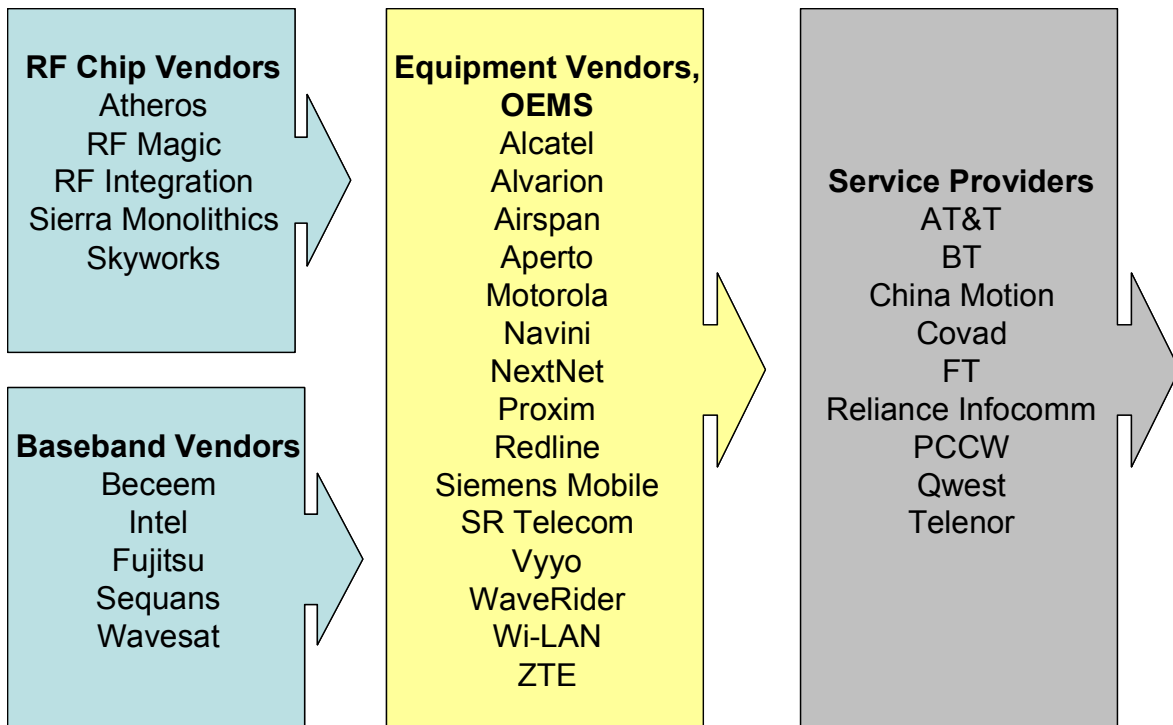 RF Chip Vendors
Atheros
RF Magic
RF Integration
Sierra Monolithics
Skyworks
Baseband Vendors
Beceem
Intel
Fujitsu
Sequans
Wavesat
Equipment Vendors,
OEMS
Alcatel
Alvarion
Airspan
Aperto
Motorola
Navini
NextNet
Proxim
Redline
Siemens Mobile
SR Telecom
Vyyo
WaveRider
Wi-LAN
ZTE
Service Providers
AT&T
BT
China Motion
Covad
FT
Reliance Infocomm
PCCW
Qwest
Telenor